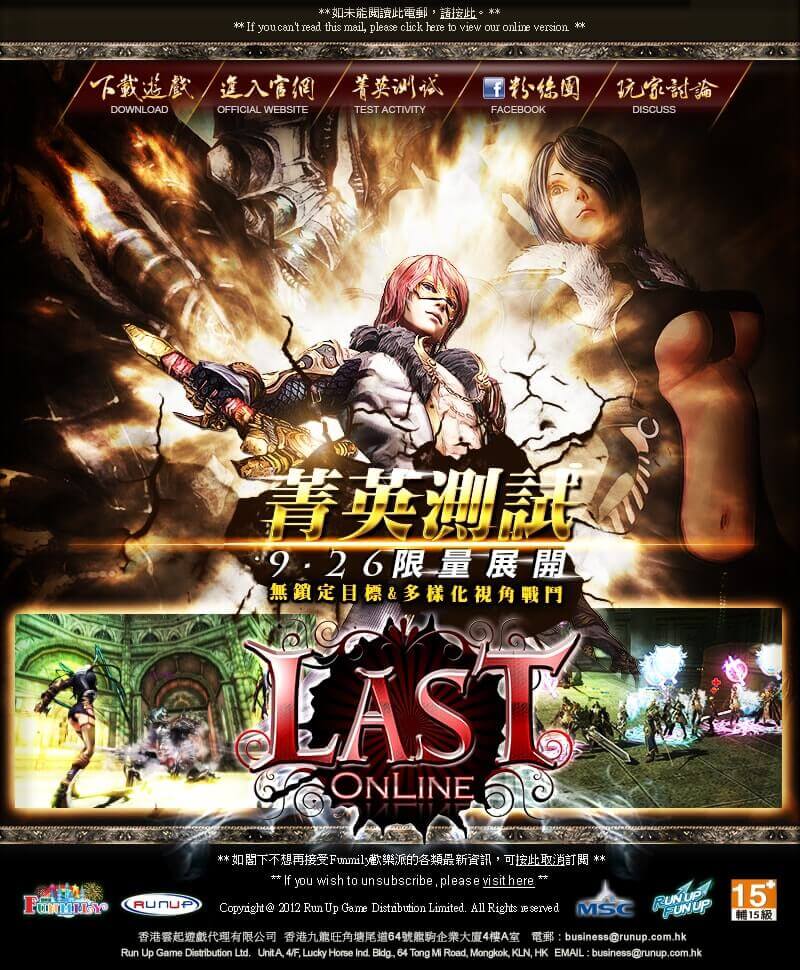 **如未能閱讀此電郵，請按此。**
** If you can't read this mail, please click here to view our online version. **
下載遊戲 進入官網 菁英測試 f 粉絲團 玩家討論
DOWNLOAD OFFICIAL WEBSITE TEST ACTIVITY FACEBOOK DISCUSS
菁英測試
9·26限量展開
無鎖定目標&多樣化視角戰鬥
LAST
ONLINE
**如閣下不想再接受Funmily歡樂派的各類最新資訊，可按此取消訂閱 **
** If you wish to unsubscribe, please visit here **
FUNMILY RUNUP Copyright@ 2012 Run Up Game Distribution Limited. All Rights reserved MSC RUN UP FUN UP 15+
輔15級
香港雲起遊戲代理有限公司 香港九龍旺角塘尾道64號龍駒企業大廈4樓A室 電郵：business@runup.com.hk
Run Up Game Distribution Ltd. Unit A, 4/F, Lucky Horse Ind. Bldg., 64 Tong Mi Road, Mongkok, KLN, HK EMAIL : business@runup.com.hk